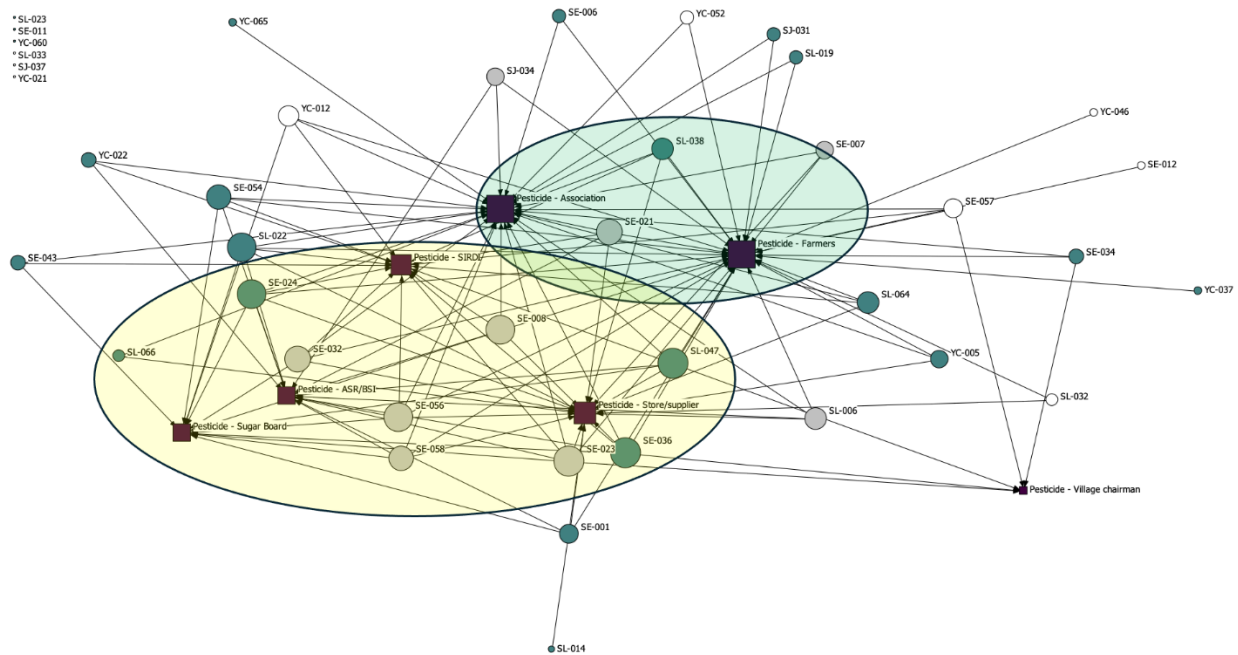 SL-023
SE-011
YC-060
SL-033
SJ-037
YC-021
YC-065
SE-006
YC-052
SJ-031
SL-019
SJ-034
YC-012
YC-046
SL-038
SE-007
YC-022
SE-012
SE-054
Pesticide - Association
SE-057
SE-021
SL-022
Pesticide - Farmers
SE-043
Pesticide - SIRDI
SE-034
SE-024
YC-037
SL-064
SE-008
SL-066
SE-032
SL-047
YC-005
Pesticide - ASR/BSI
SL-032
SE-056
Pesticide - Store/supplier
SL-006
Pesticide - Sugar Board
SE-036
SE-058
SE-023
Pesticide - Village chairman
SE-001
SL-014